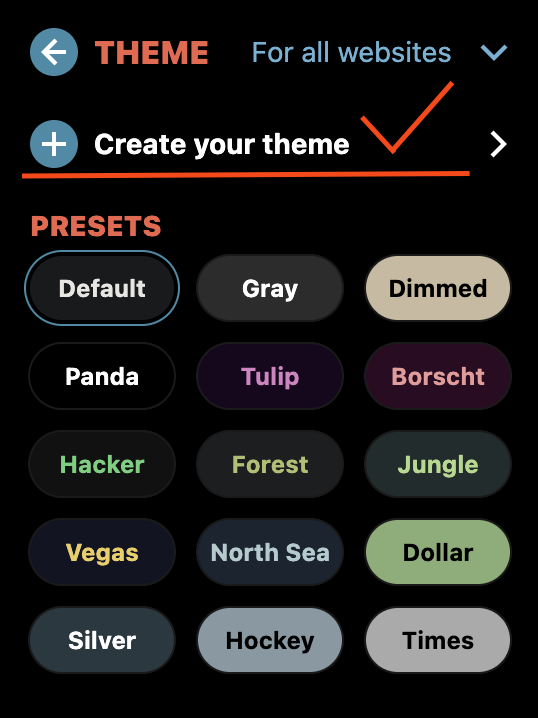 THEME For all websites
Create your theme
PRESETS
Default Gray Dimmed
Panda Tulip Borscht
Hacker Forest Jungle
Vegas North Sea Dollar
Silver Hockey Times